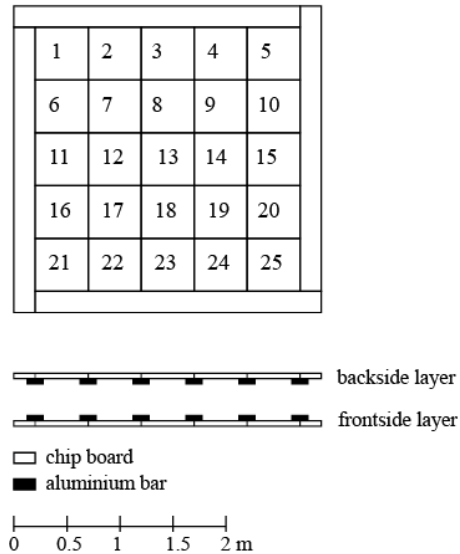 1 2 3 4 5
6 7 8 9 10
11 12 13 14 15
16 17 18 19 20
21 22 23 24 25
backside layer
frontside layer
chip board
aluminium bar
0 0.5 1 1.5 2 m